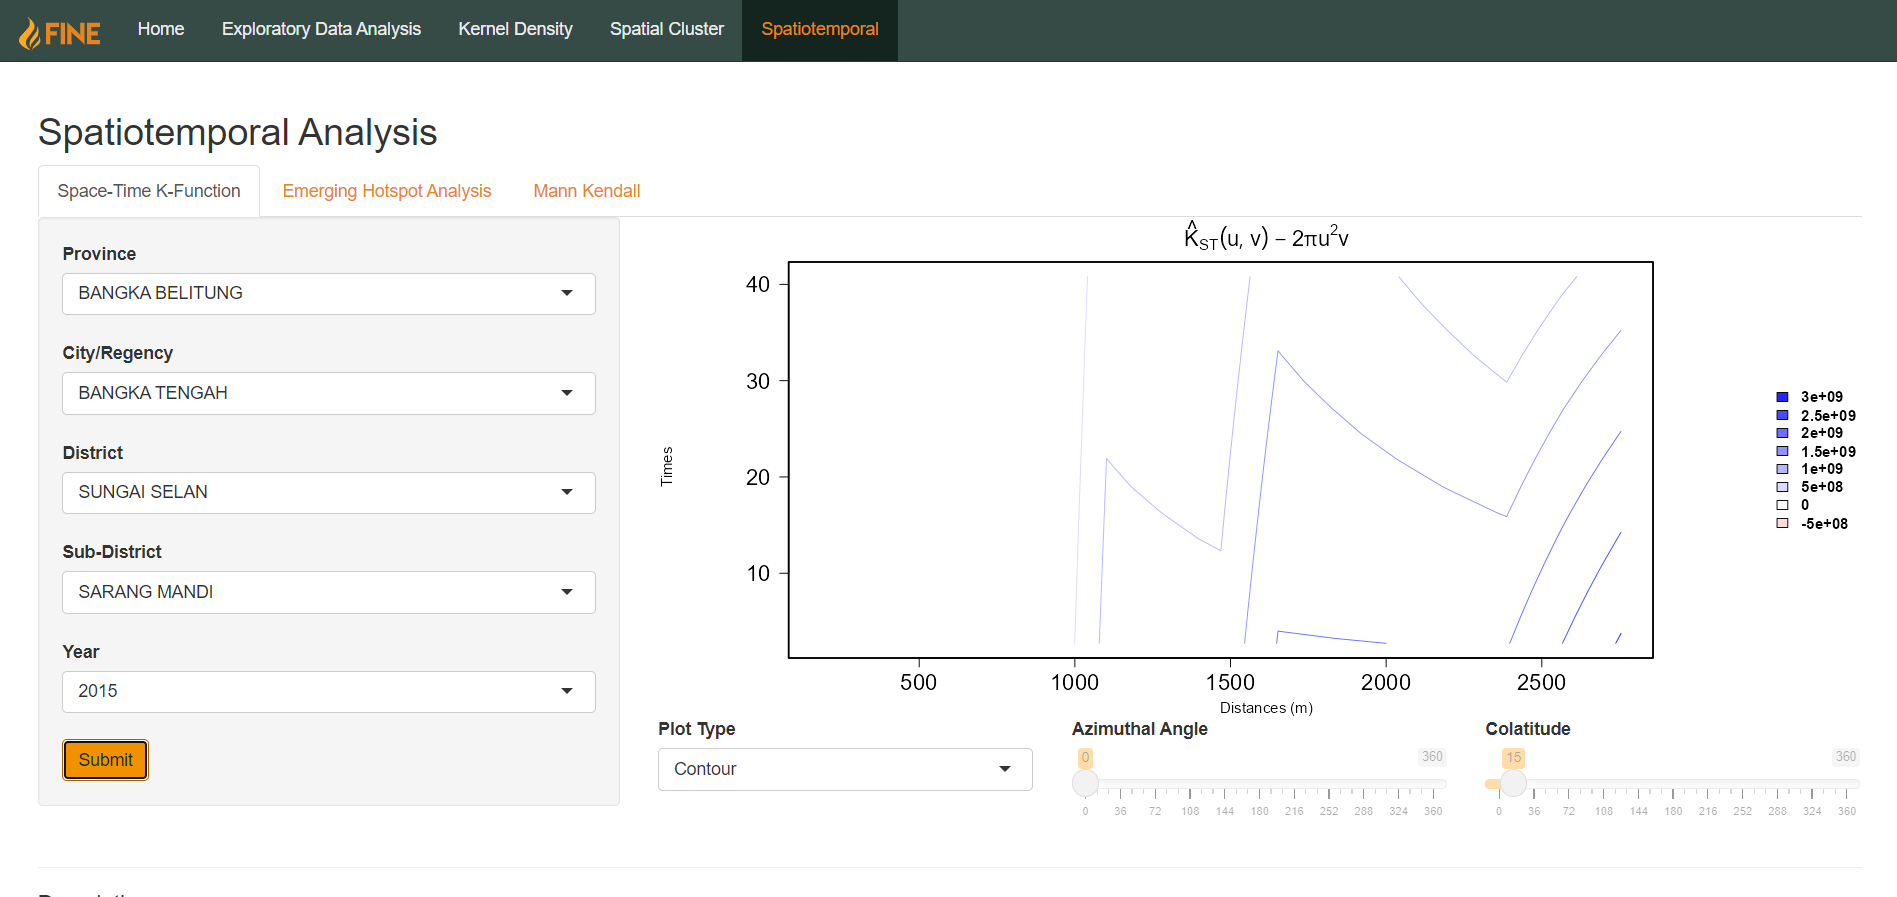 FINE Home Exploratory Data Analysis Kernel Density Spatial Cluster Spatiotemporal
Spatiotemporal Analysis
Space-Time K-Function Emerging Hotspot Analysis Mann Kendall
Province
BANGKA BELITUNG
City/Regency
BANGKA TENGAH
District
SUNGAI SELAN
Sub-District
SARANG MANDI
Year
2015
Submit
K̂ST(u, v) − 2πu²v
40
30
20
10
Times
500 1000 1500 2000 2500
Distances (m)
3e+09
2.5e+09
2e+09
1.5e+09
1e+09
5e+08
0
-5e+08
Plot Type
Contour
Azimuthal Angle
0 360
0 36 72 108 144 180 216 252 288 324 360
Colatitude
15 360
0 36 72 108 144 180 216 252 288 324 360